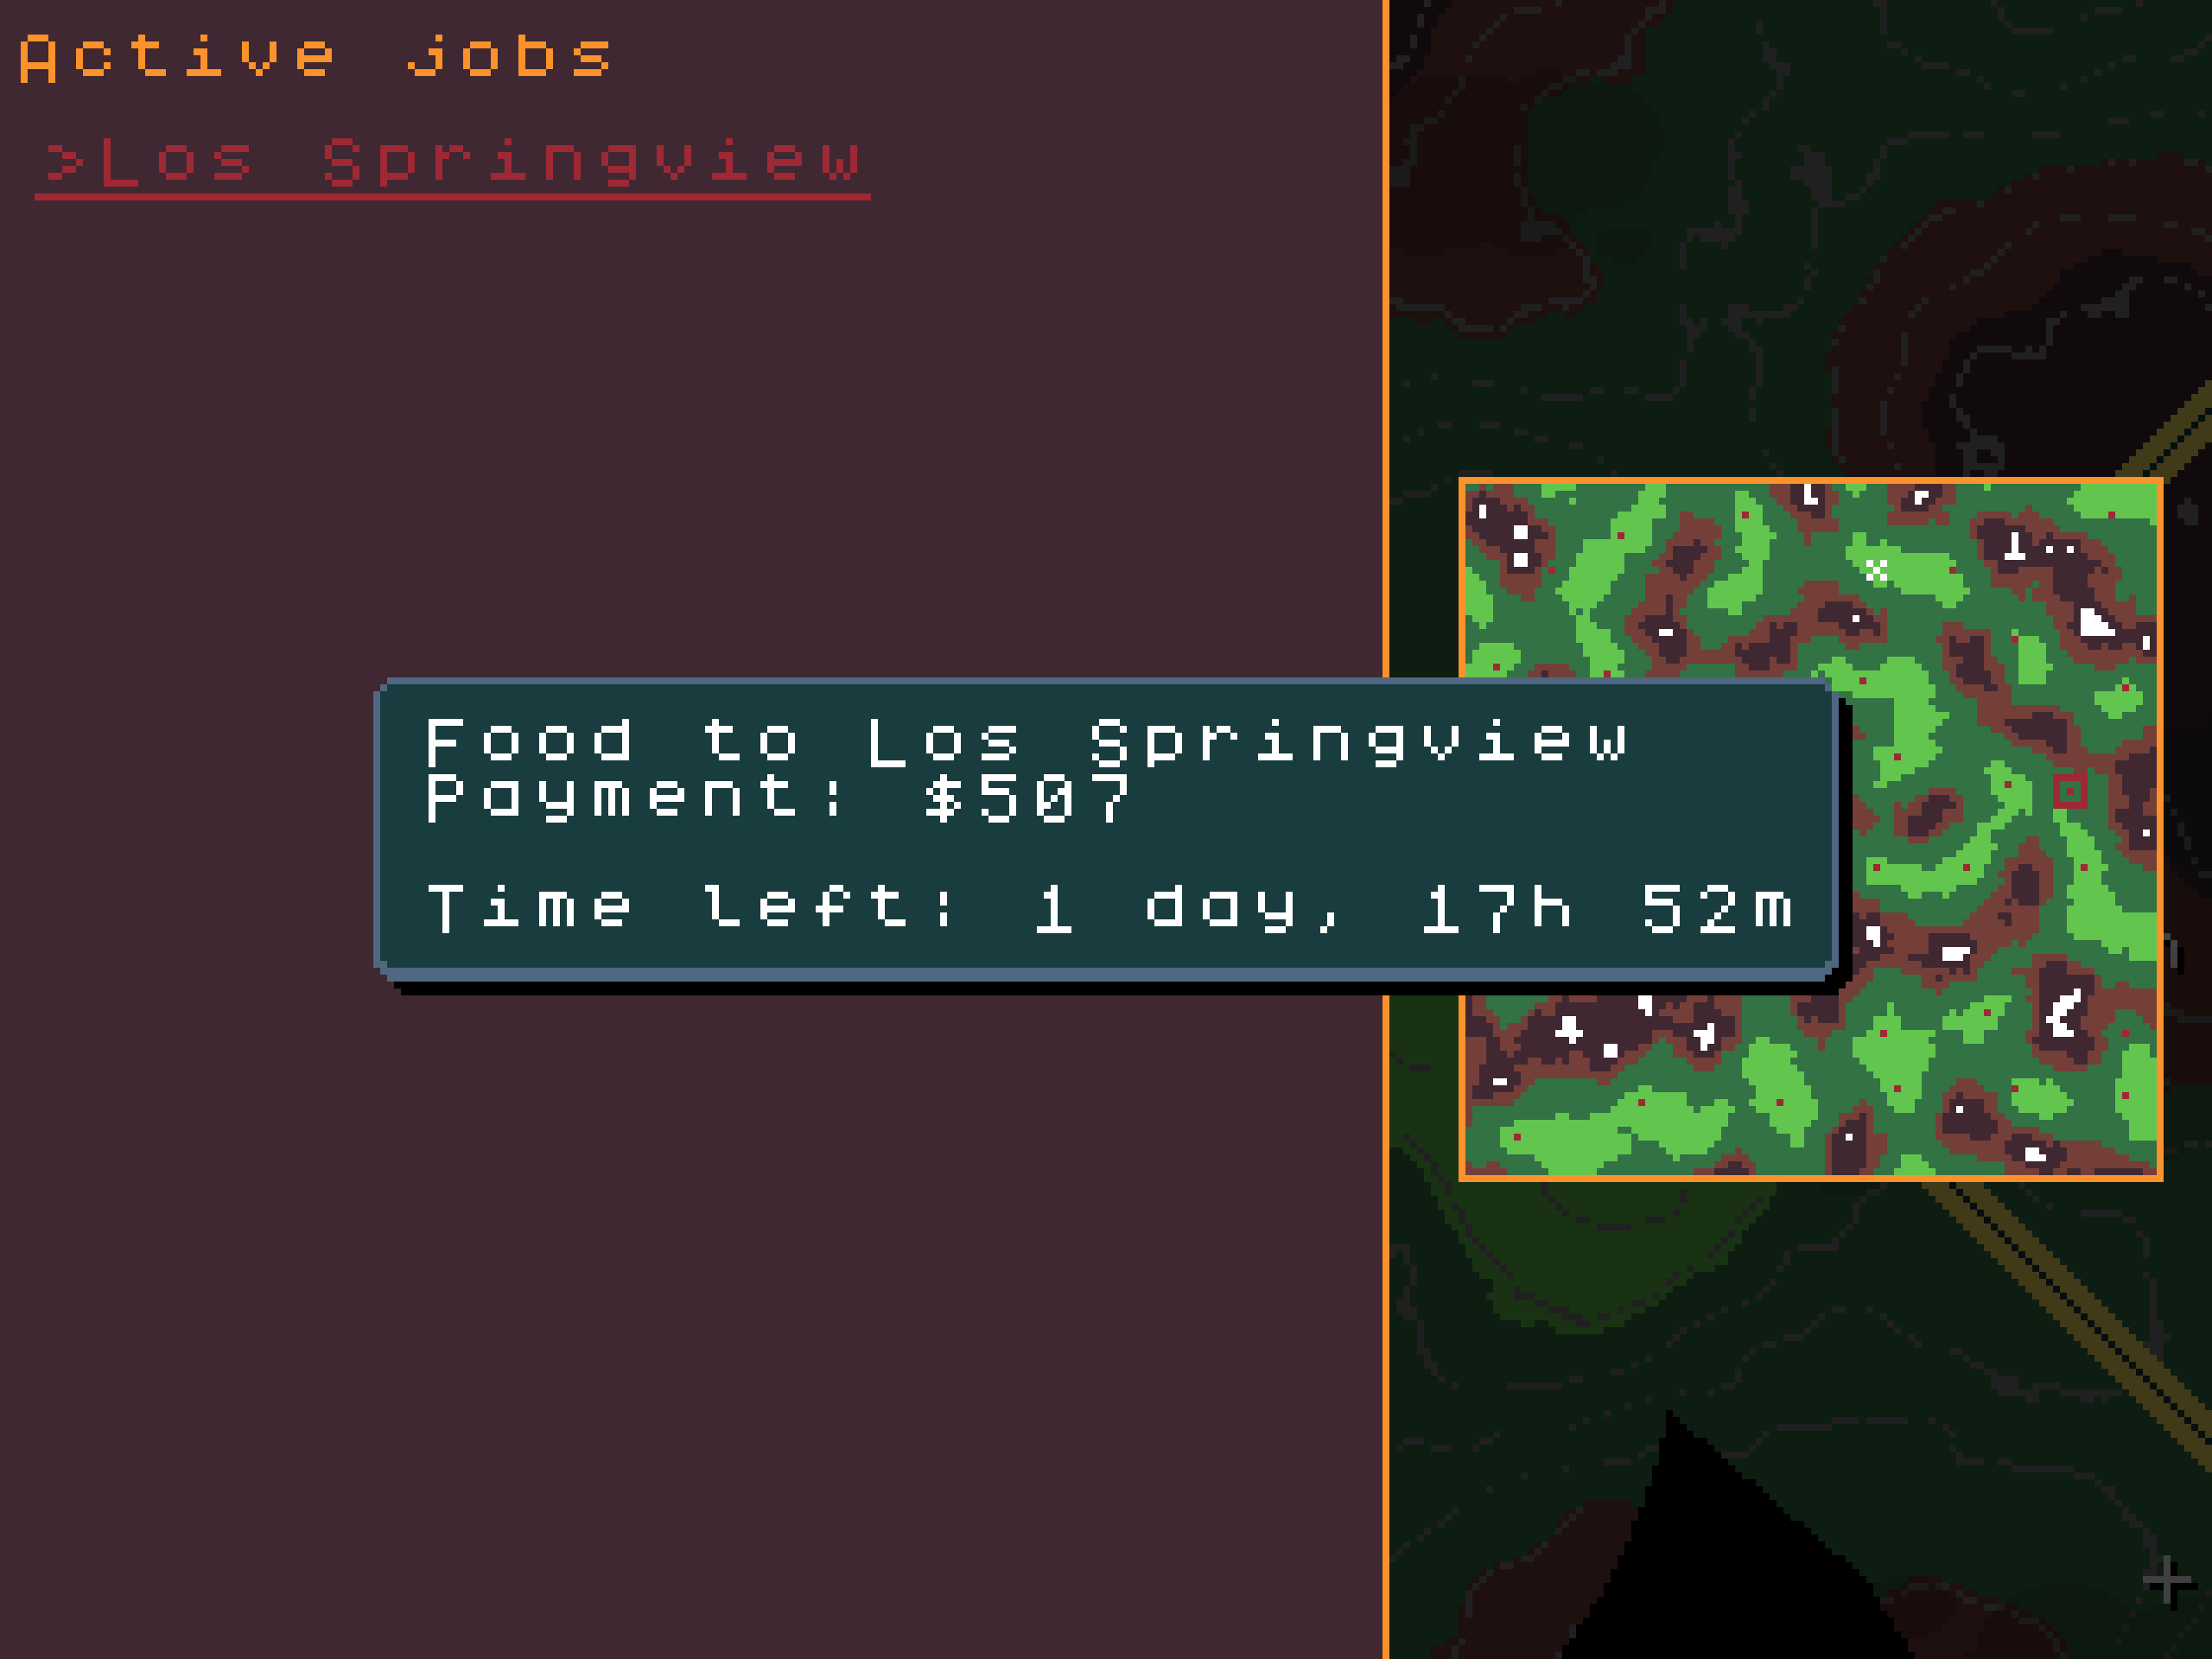 Active jobs
>Los Springview
Food to Los Springview
Payment: $507
Time left: 1 day, 17h 52m